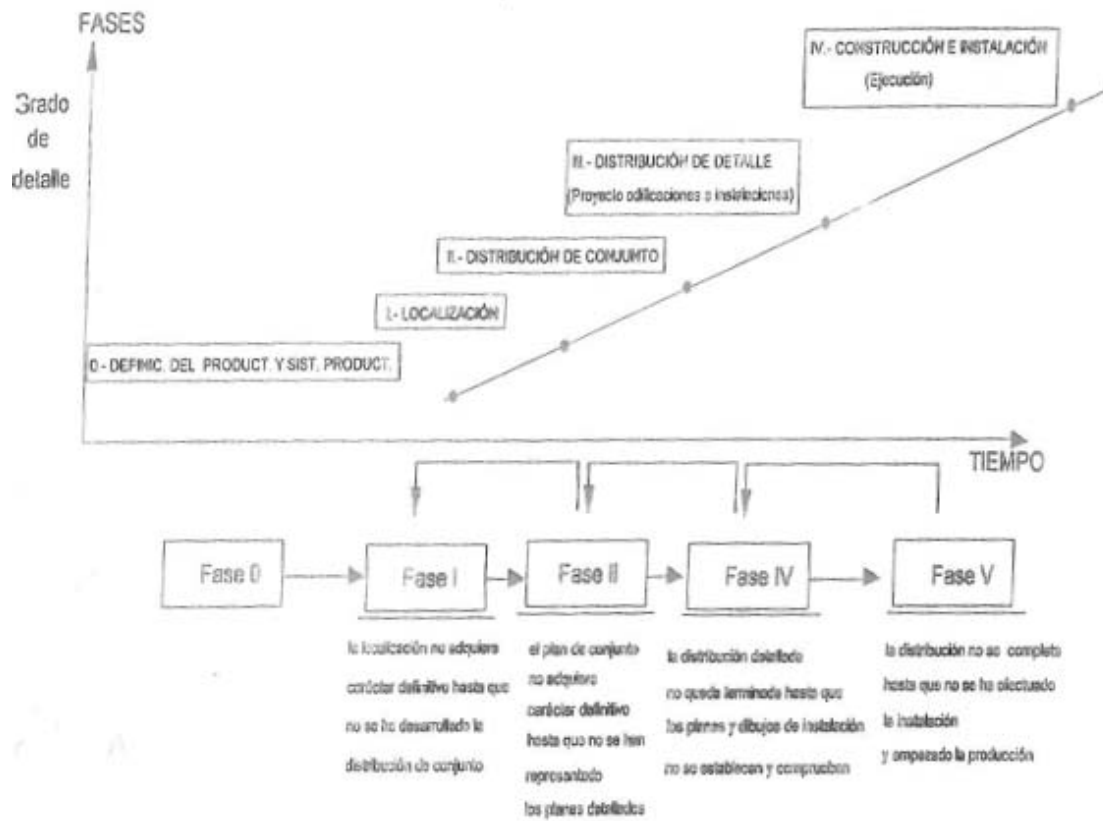 FASES
Grado
de
detalle
IV.- CONSTRUCCIÓN E INSTALACIÓN
(Ejecución)
III.- DISTRIBUCIÓN DE DETALLE
(Proyecto edificaciones e instalaciones)
II.- DISTRIBUCIÓN DE CONJUNTO
I.- LOCALIZACIÓN
0.- DEFINIC. DEL PRODUCT. Y SIST. PRODUCT.
TIEMPO
Fase 0
Fase I
Fase II
Fase IV
Fase V
la localización no adquiere
carácter definitivo hasta que
no se ha desarrollado la
distribución de conjunto
el plan de conjunto
no adquiere
carácter definitivo
hasta que no se han
representado
los planes detallados
la distribución detallada
no queda terminada hasta que
los planes y dibujos de instalación
no se establecen y comprueban
la distribución no se completa
hasta que no se ha efectuado
la instalación
y empezado la producción